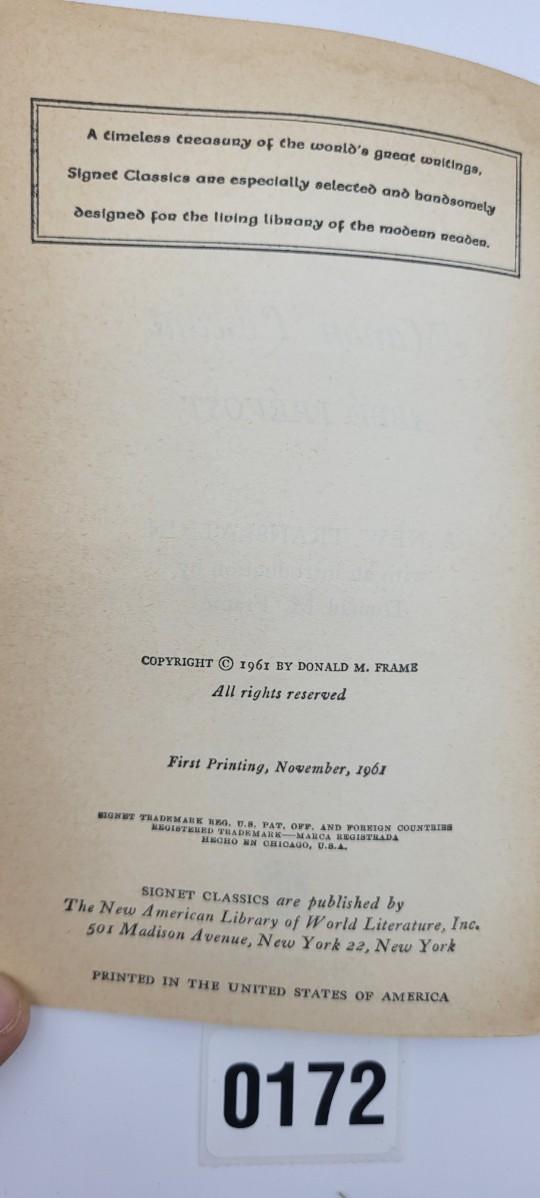 A timeless treasury of the world's great writings,
Signet Classics are especially selected and handsomely
designed for the living library of the modern reader.
COPYRIGHT © 1961 BY DONALD M. FRAME
All rights reserved
First Printing, November, 1961
SIGNET TRADEMARK REG. U.S. PAT. OFF. AND FOREIGN COUNTRIES
REGISTERED TRADEMARK—MARCA REGISTRADA
HECHO EN CHICAGO, U.S.A.
SIGNET CLASSICS are published by
The New American Library of World Literature, Inc.
501 Madison Avenue, New York 22, New York
PRINTED IN THE UNITED STATES OF AMERICA
0172